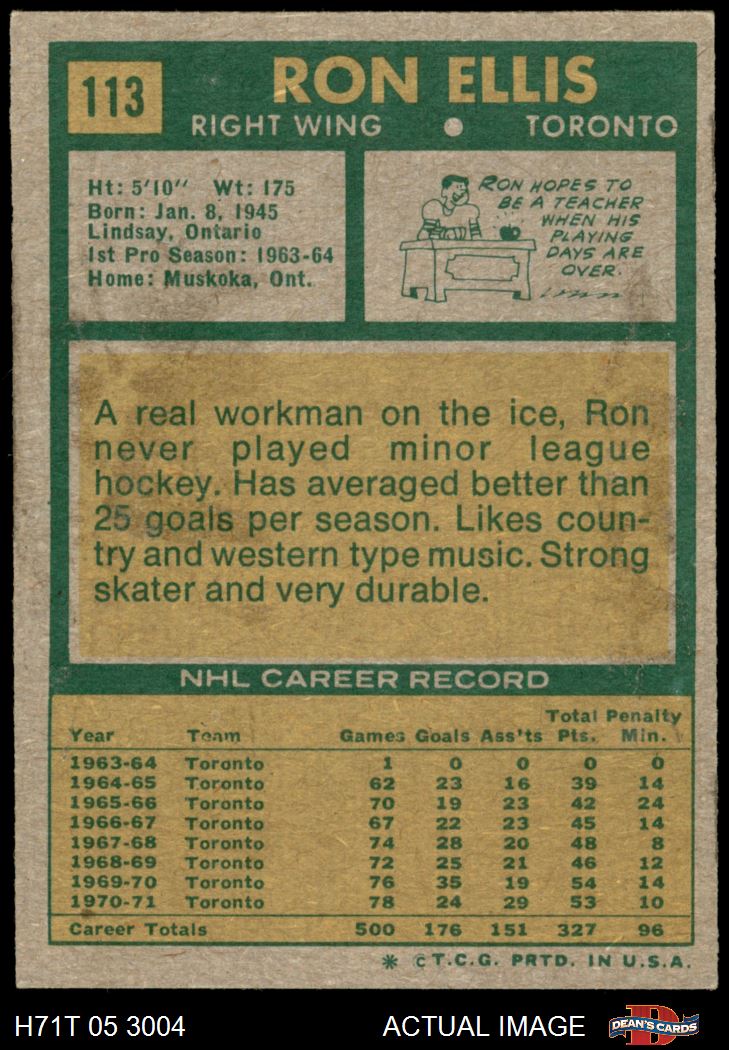 113
RON ELLIS
RIGHT WING • TORONTO
Ht: 5'10'' Wt: 175
Born: Jan. 8, 1945
Lindsay, Ontario
1st Pro Season: 1963-64
Home: Muskoka, Ont.
RON HOPES TO
BE A TEACHER
WHEN HIS
PLAYING
DAYS ARE
OVER.
A real workman on the ice, Ron
never played minor league
hockey. Has averaged better than
25 goals per season. Likes coun-
try and western type music. Strong
skater and very durable.
NHL CAREER RECORD
Total Penalty
Year Team Games Goals Ass'ts Pts. Min.
1963-64 Toronto 1 0 0 0 0
1964-65 Toronto 62 23 16 39 14
1965-66 Toronto 70 19 23 42 24
1966-67 Toronto 67 22 23 45 14
1967-68 Toronto 74 28 20 48 8
1968-69 Toronto 72 25 21 46 12
1969-70 Toronto 76 35 19 54 14
1970-71 Toronto 78 24 29 53 10
Career Totals 500 176 151 327 96
* © T.C.G. PRTD. IN U.S.A.
H71T 05 3004 ACTUAL IMAGE DEAN'S CARDS